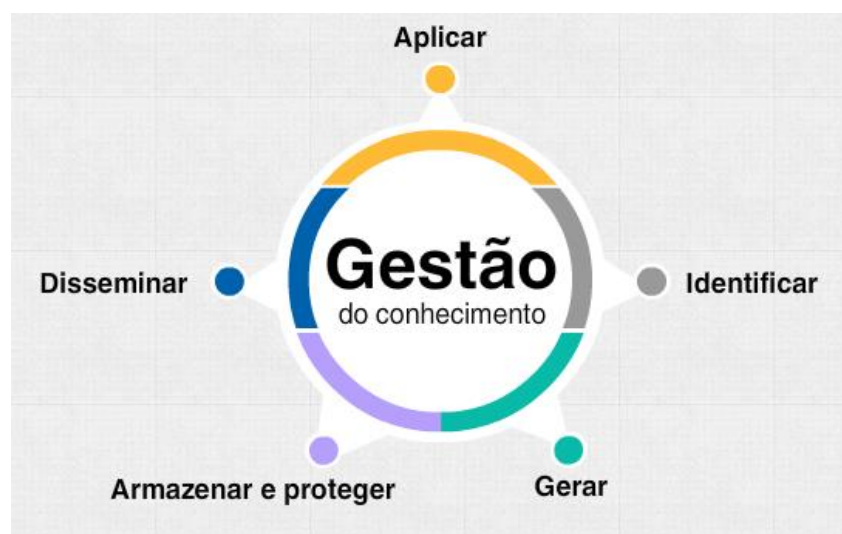 Aplicar
Gestão
do conhecimento
Disseminar
Identificar
Armazenar e proteger
Gerar